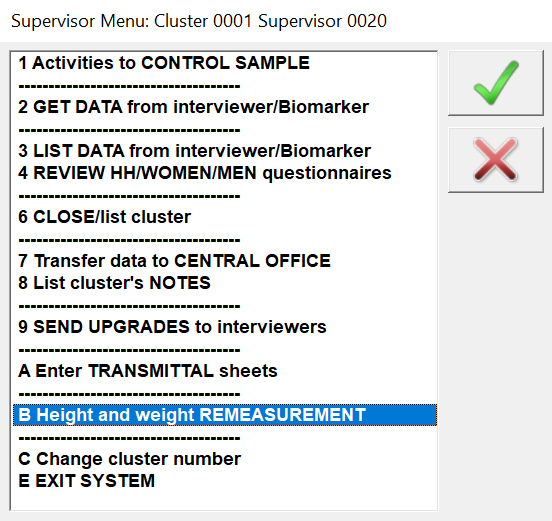 Supervisor Menu: Cluster 0001 Supervisor 0020
1 Activities to CONTROL SAMPLE
-------------------------------------
2 GET DATA from interviewer/Biomarker
-------------------------------------
3 LIST DATA from interviewer/Biomarker
4 REVIEW HH/WOMEN/MEN questionnaires
-------------------------------------
6 CLOSE/list cluster
-------------------------------------
7 Transfer data to CENTRAL OFFICE
8 List cluster's NOTES
-------------------------------------
9 SEND UPGRADES to interviewers
-------------------------------------
A Enter TRANSMITTAL sheets
-------------------------------------
B Height and weight REMEASUREMENT
-------------------------------------
C Change cluster number
E EXIT SYSTEM